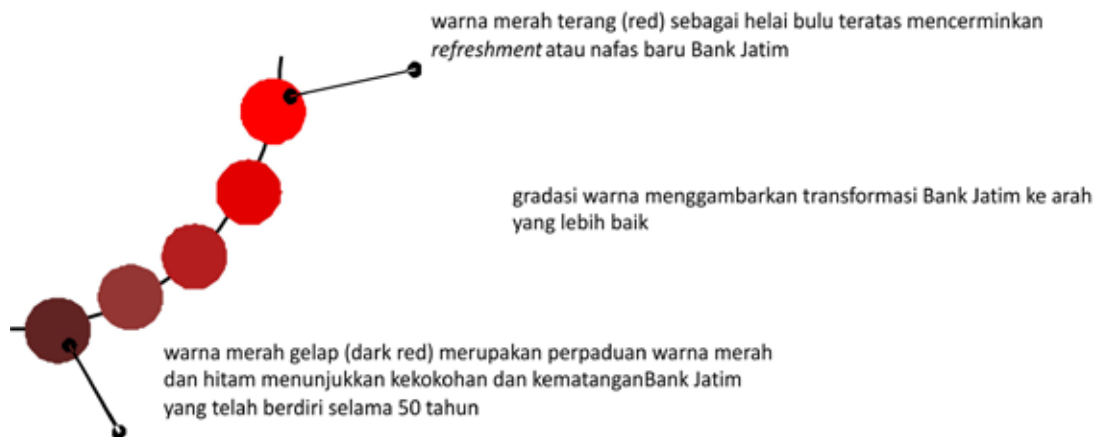 warna merah terang (red) sebagai helai bulu teratas mencerminkan
refreshment atau nafas baru Bank Jatim
gradasi warna menggambarkan transformasi Bank Jatim ke arah
yang lebih baik
warna merah gelap (dark red) merupakan perpaduan warna merah
dan hitam menunjukkan kekokohan dan kematanganBank Jatim
yang telah berdiri selama 50 tahun